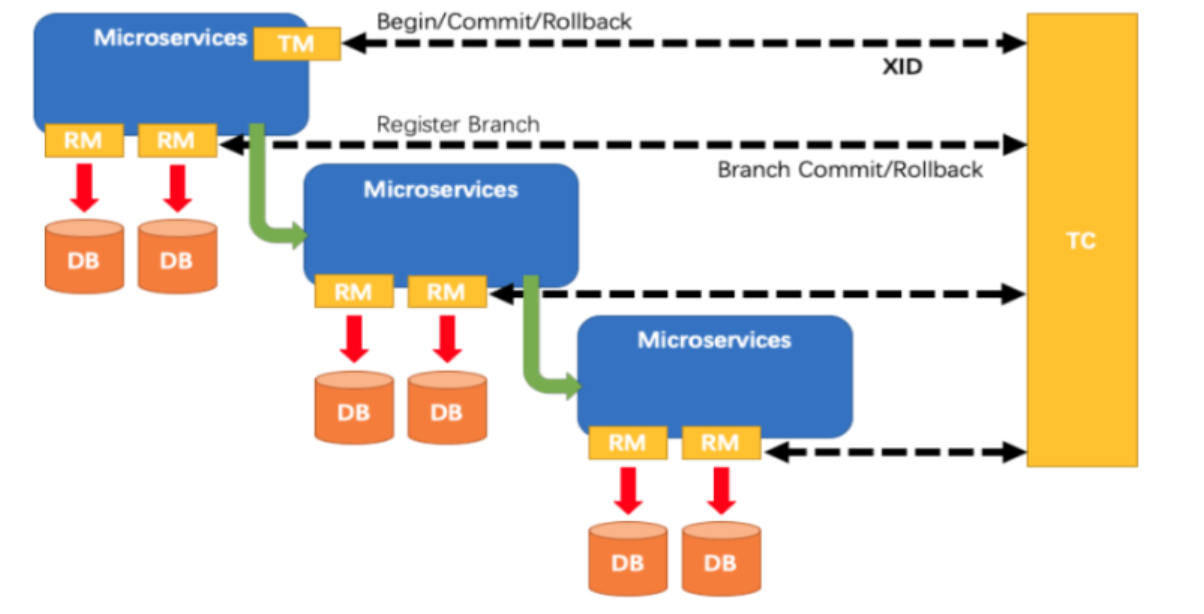 Begin/Commit/Rollback
Microservices
TM
XID
Register Branch
RM
RM
Branch Commit/Rollback
Microservices
TC
DB
DB
RM
RM
Microservices
DB
DB
RM
RM
DB
DB